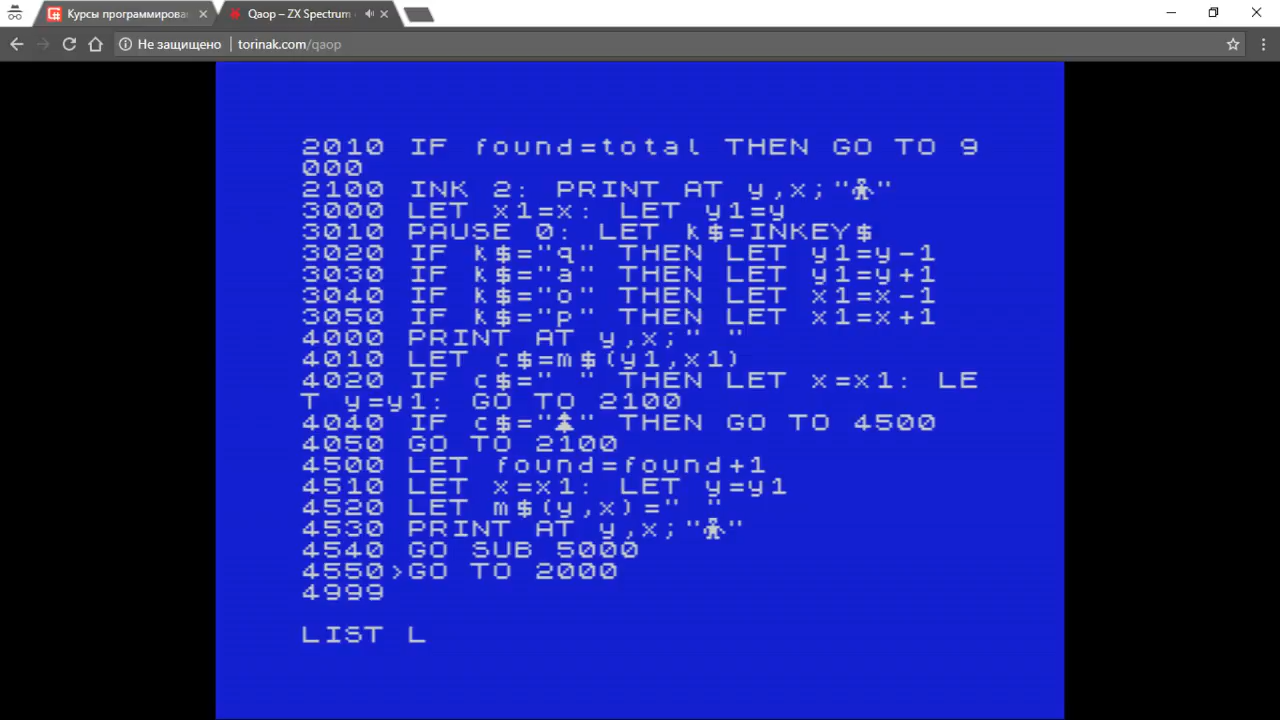 Курсы программирова
Qaop – ZX Spectrum
Не защищено
torinak.com/qaop
2010 IF found=total THEN GO TO 9
000
2100 INK 2: PRINT AT y,x;" "
3000 LET x1=x: LET y1=y
3010 PAUSE 0: LET k$=INKEY$
3020 IF k$="q" THEN LET y1=y-1
3030 IF k$="a" THEN LET y1=y+1
3040 IF k$="o" THEN LET x1=x-1
3050 IF k$="p" THEN LET x1=x+1
4000 PRINT AT y,x;" "
4010 LET c$=m$(y1,x1)
4020 IF c$=" " THEN LET x=x1: LE
T y=y1: GO TO 2100
4040 IF c$=" " THEN GO TO 4500
4050 GO TO 2100
4500 LET found=found+1
4510 LET x=x1: LET y=y1
4520 LET m$(y,x)=" "
4530 PRINT AT y,x;" "
4540 GO SUB 5000
4550>GO TO 2000
4999
LIST L